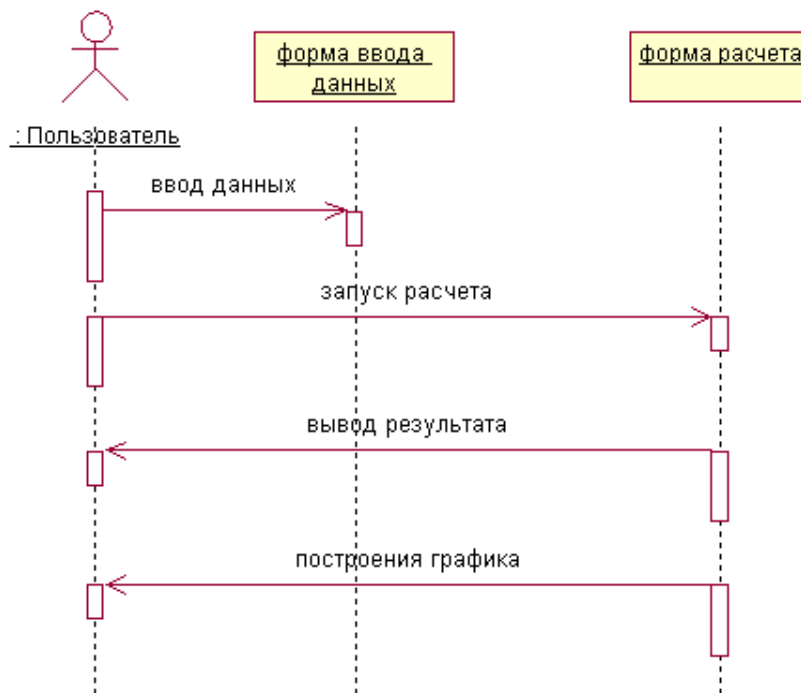 форма ввода
данных
форма расчета
: Пользователь
ввод данных
запуск расчета
вывод результата
построения графика